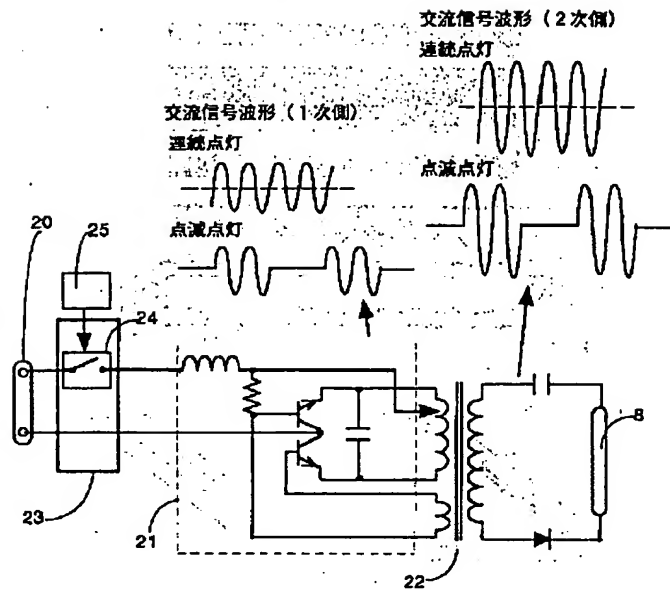 交流信号波形（２次側）
連続点灯
交流信号波形（１次側）
連続点灯
点滅点灯
点滅点灯
20
25
24
23
21
22
8